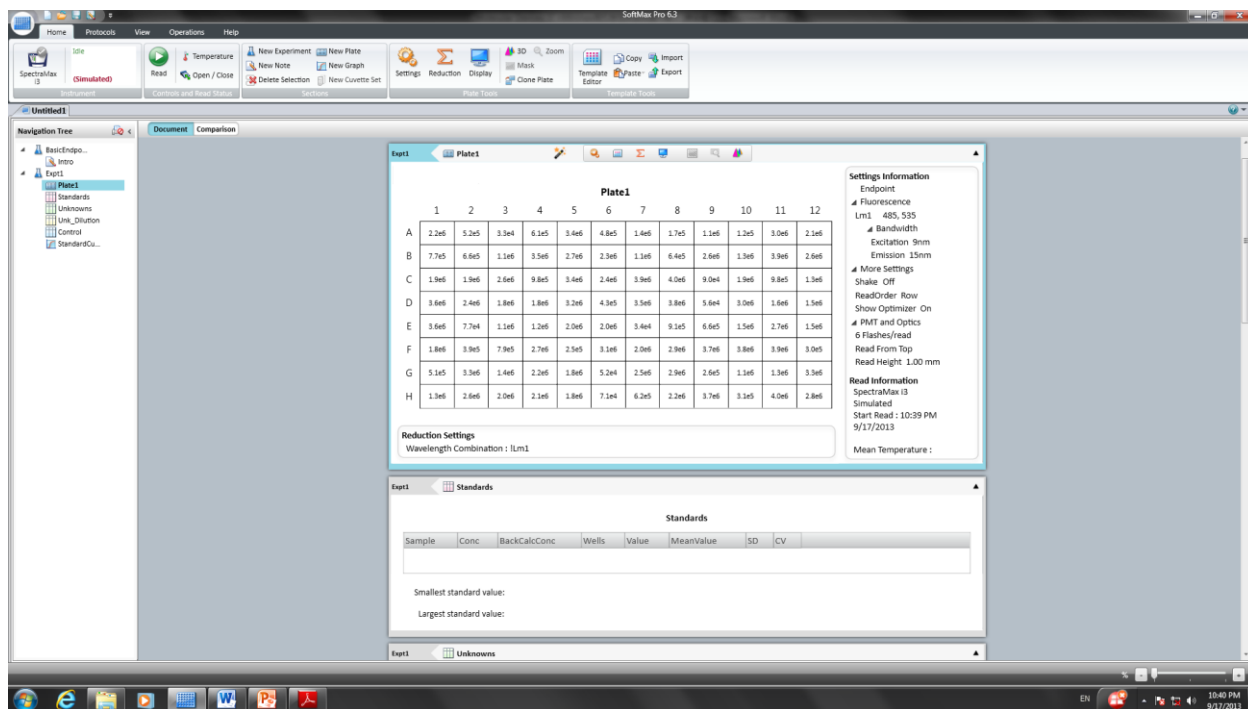 SoftMax Pro 6.3
Home Protocols View Operations Help
SpectraMax i3
Idle
(Simulated)
Instrument
Read
Temperature
Open / Close
Controls and Read Status
New Experiment New Plate
New Note New Graph
Delete Selection New Cuvette Set
Sections
Settings Reduction Display
3D Zoom
Mask
Clone Plate
Plate Tools
Template Editor
Copy Import
Paste Export
Template Tools
Untitled1
Navigation Tree
BasicEndpo...
Intro
Expt1
Plate1
Standards
Unknowns
Unk_Dilution
Control
StandardCu...
Document Comparison
Expt1 Plate1
Plate1
1 2 3 4 5 6 7 8 9 10 11 12
A 2.2e6 5.2e5 3.3e4 6.1e5 3.4e6 4.8e5 1.4e6 1.7e5 1.1e6 1.2e5 3.0e6 2.1e6
B 7.7e5 6.6e5 1.1e6 3.5e6 2.7e6 2.3e6 1.1e6 6.4e5 2.6e6 1.3e6 3.9e6 2.6e6
C 1.9e6 1.9e6 2.6e6 9.8e5 3.4e6 2.4e6 3.9e6 4.0e6 9.0e4 1.9e6 9.8e5 1.3e6
D 3.6e6 2.4e6 1.8e6 1.8e6 3.2e6 4.3e5 3.5e6 3.8e6 5.6e4 3.0e6 1.6e6 1.5e6
E 3.6e6 7.7e4 1.1e6 1.2e6 2.0e6 2.0e6 3.4e4 9.1e5 6.6e5 1.5e6 2.7e6 1.5e6
F 1.8e6 3.9e5 7.9e5 2.7e6 2.5e5 3.1e6 2.0e6 2.9e6 3.7e6 3.8e6 3.9e6 3.0e5
G 5.1e5 3.3e6 1.4e6 2.2e6 1.8e6 5.2e4 2.5e6 2.9e6 2.6e5 1.1e6 1.3e6 3.3e6
H 1.3e6 2.6e6 2.0e6 2.1e6 1.8e6 7.1e4 6.2e5 2.2e6 3.7e6 3.1e5 4.0e6 2.8e6
Reduction Settings
Wavelength Combination : !Lm1
Settings Information
Endpoint
Fluorescence
Lm1 485, 535
Bandwidth
Excitation 9nm
Emission 15nm
More Settings
Shake Off
ReadOrder Row
Show Optimizer On
PMT and Optics
6 Flashes/read
Read From Top
Read Height 1.00 mm
Read Information
SpectraMax i3
Simulated
Start Read : 10:39 PM
9/17/2013
Mean Temperature :
Expt1 Standards
Standards
Sample Conc BackCalcConc Wells Value MeanValue SD CV
Smallest standard value:
Largest standard value:
Expt1 Unknowns
%
EN
10:40 PM
9/17/2013